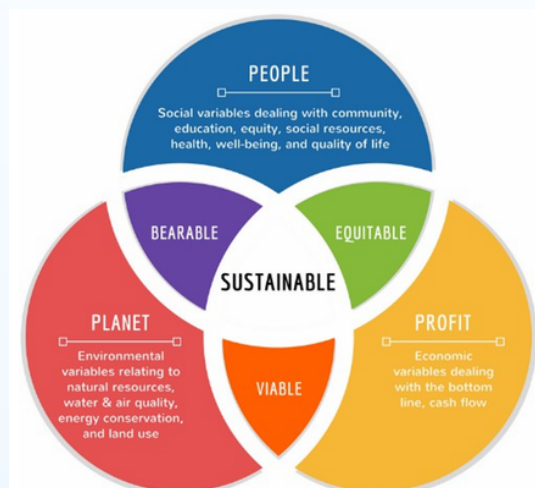 PEOPLE
Social variables dealing with community,
education, equity, social resources,
health, well-being, and quality of life
BEARABLE
EQUITABLE
SUSTAINABLE
PLANET
Environmental
variables relating to
natural resources,
water & air quality,
energy conservation,
and land use
PROFIT
Economic
variables dealing
with the bottom
line, cash flow
VIABLE